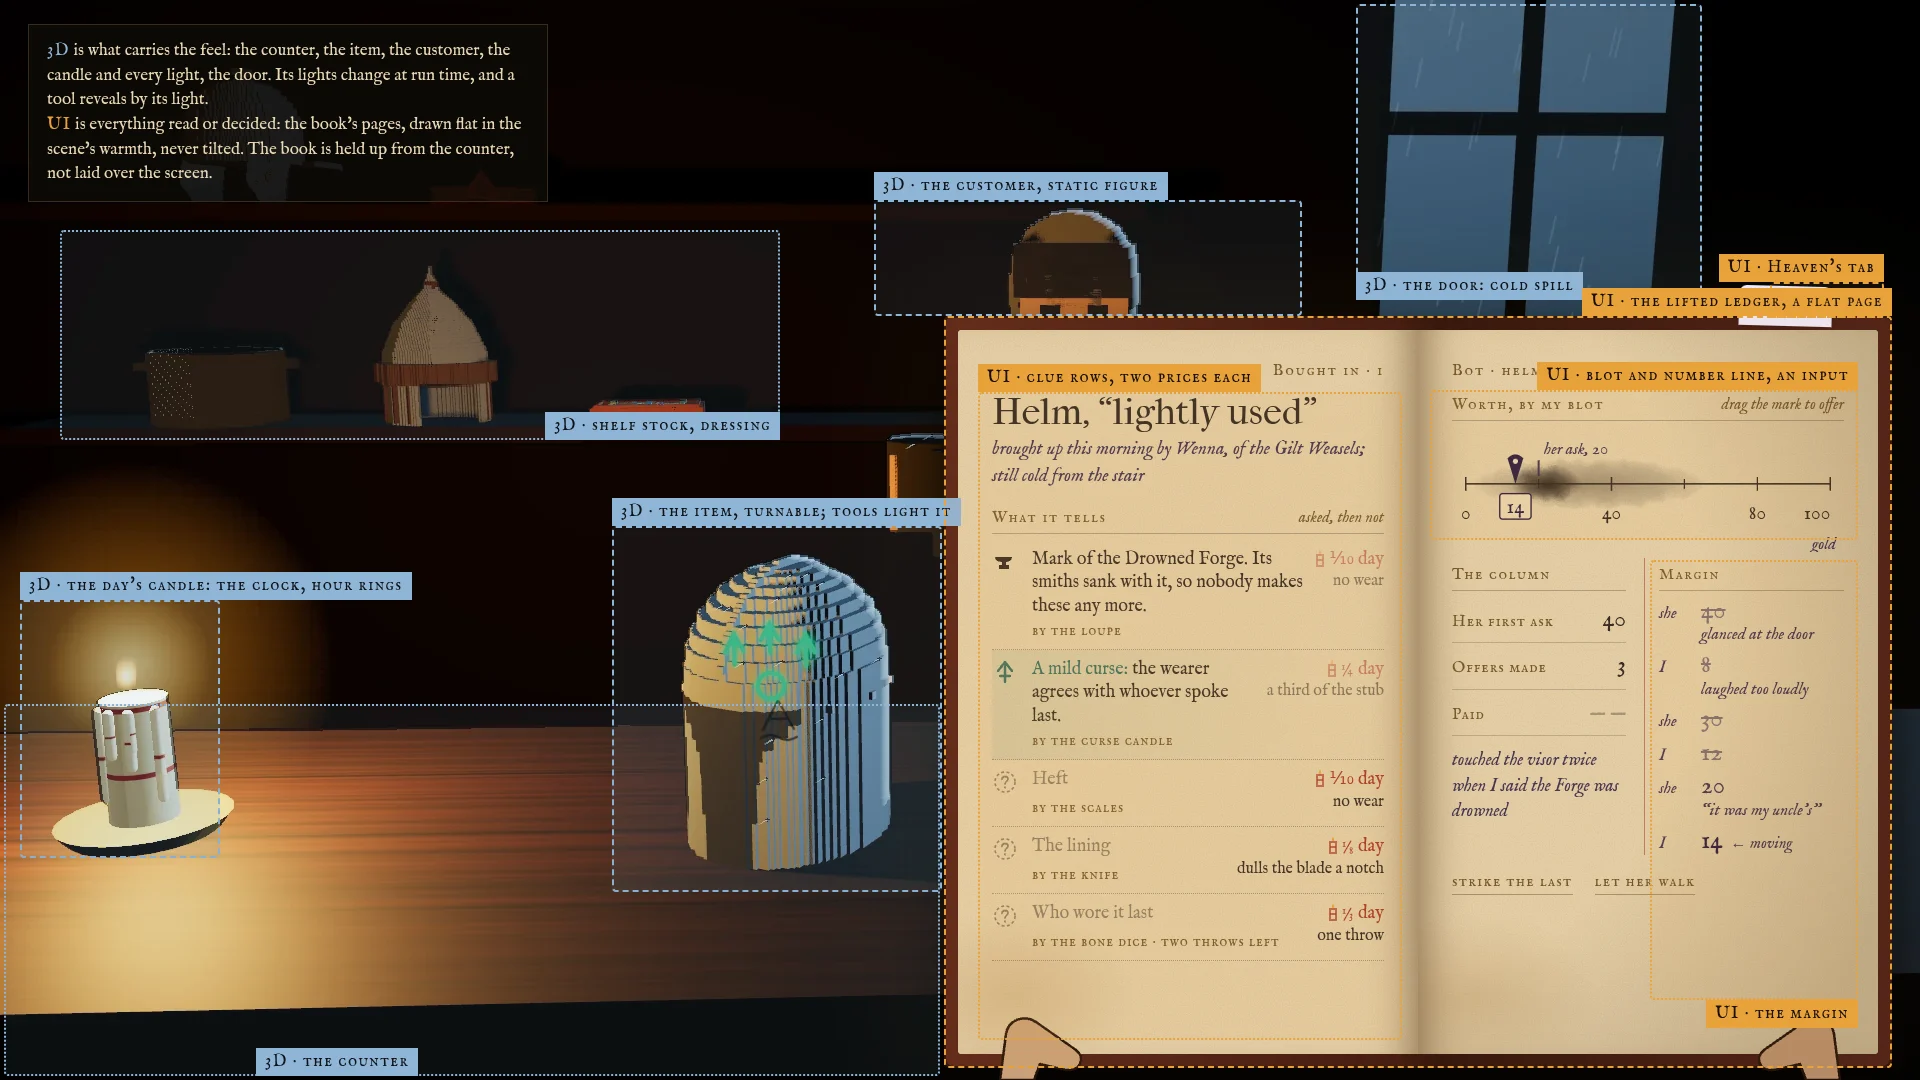 3D is what carries the feel: the counter, the item, the customer, the
candle and every light, the door. Its lights change at run time, and a
tool reveals by its light.
UI is everything read or decided: the book's pages, drawn flat in the
scene's warmth, never tilted. The book is held up from the counter,
not laid over the screen.
3D · THE CUSTOMER, STATIC FIGURE
3D · THE DOOR: COLD SPILL
UI · HEAVEN'S TAB
UI · THE LIFTED LEDGER, A FLAT PAGE
3D · SHELF STOCK, DRESSING
3D · THE ITEM, TURNABLE; TOOLS LIGHT IT
3D · THE DAY'S CANDLE: THE CLOCK, HOUR RINGS
3D · THE COUNTER
UI · CLUE ROWS, TWO PRICES EACH
BOUGHT IN · 1
Helm, “lightly used”
brought up this morning by Wenna, of the Gilt Weasels;
still cold from the stair
WHAT IT TELLS
asked, then not
Mark of the Drowned Forge. Its
smiths sank with it, so nobody makes
these any more.
BY THE LOUPE
1/10 day
no wear
A mild curse: the wearer
agrees with whoever spoke
last.
BY THE CURSE CANDLE
1/4 day
a third of the stub
Heft
BY THE SCALES
1/10 day
no wear
The lining
BY THE KNIFE
1/8 day
dulls the blade a notch
Who wore it last
BY THE BONE DICE · TWO THROWS LEFT
1/3 day
one throw
BOT · HELM
UI · BLOT AND NUMBER LINE, AN INPUT
WORTH, BY MY BLOT
drag the mark to offer
her ask, 20
0
14
40
80
100
gold
THE COLUMN
HER FIRST ASK 40
OFFERS MADE 3
PAID — —
touched the visor twice
when I said the Forge was
drowned
STRIKE THE LAST
LET HER WALK
MARGIN
she 40
glanced at the door
I 8
laughed too loudly
she 30
I 12
she 20
“it was my uncle's”
I 14 ← moving
UI · THE MARGIN